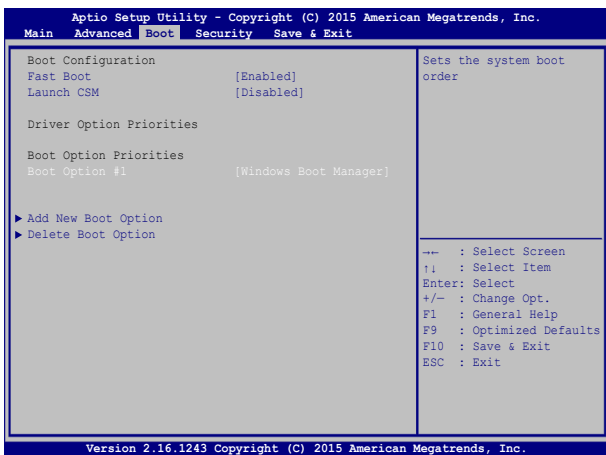 Aptio Setup Utility - Copyright (C) 2015 American Megatrends, Inc.
Main Advanced Boot Security Save & Exit
Boot Configuration
Fast Boot [Enabled]
Launch CSM [Disabled]
Driver Option Priorities
Boot Option Priorities
Boot Option #1 [Windows Boot Manager]
▶ Add New Boot Option
▶ Delete Boot Option
Sets the system boot
order
→← : Select Screen
↑↓ : Select Item
Enter: Select
+/— : Change Opt.
F1 : General Help
F9 : Optimized Defaults
F10 : Save & Exit
ESC : Exit
Version 2.16.1243 Copyright (C) 2015 American Megatrends, Inc.